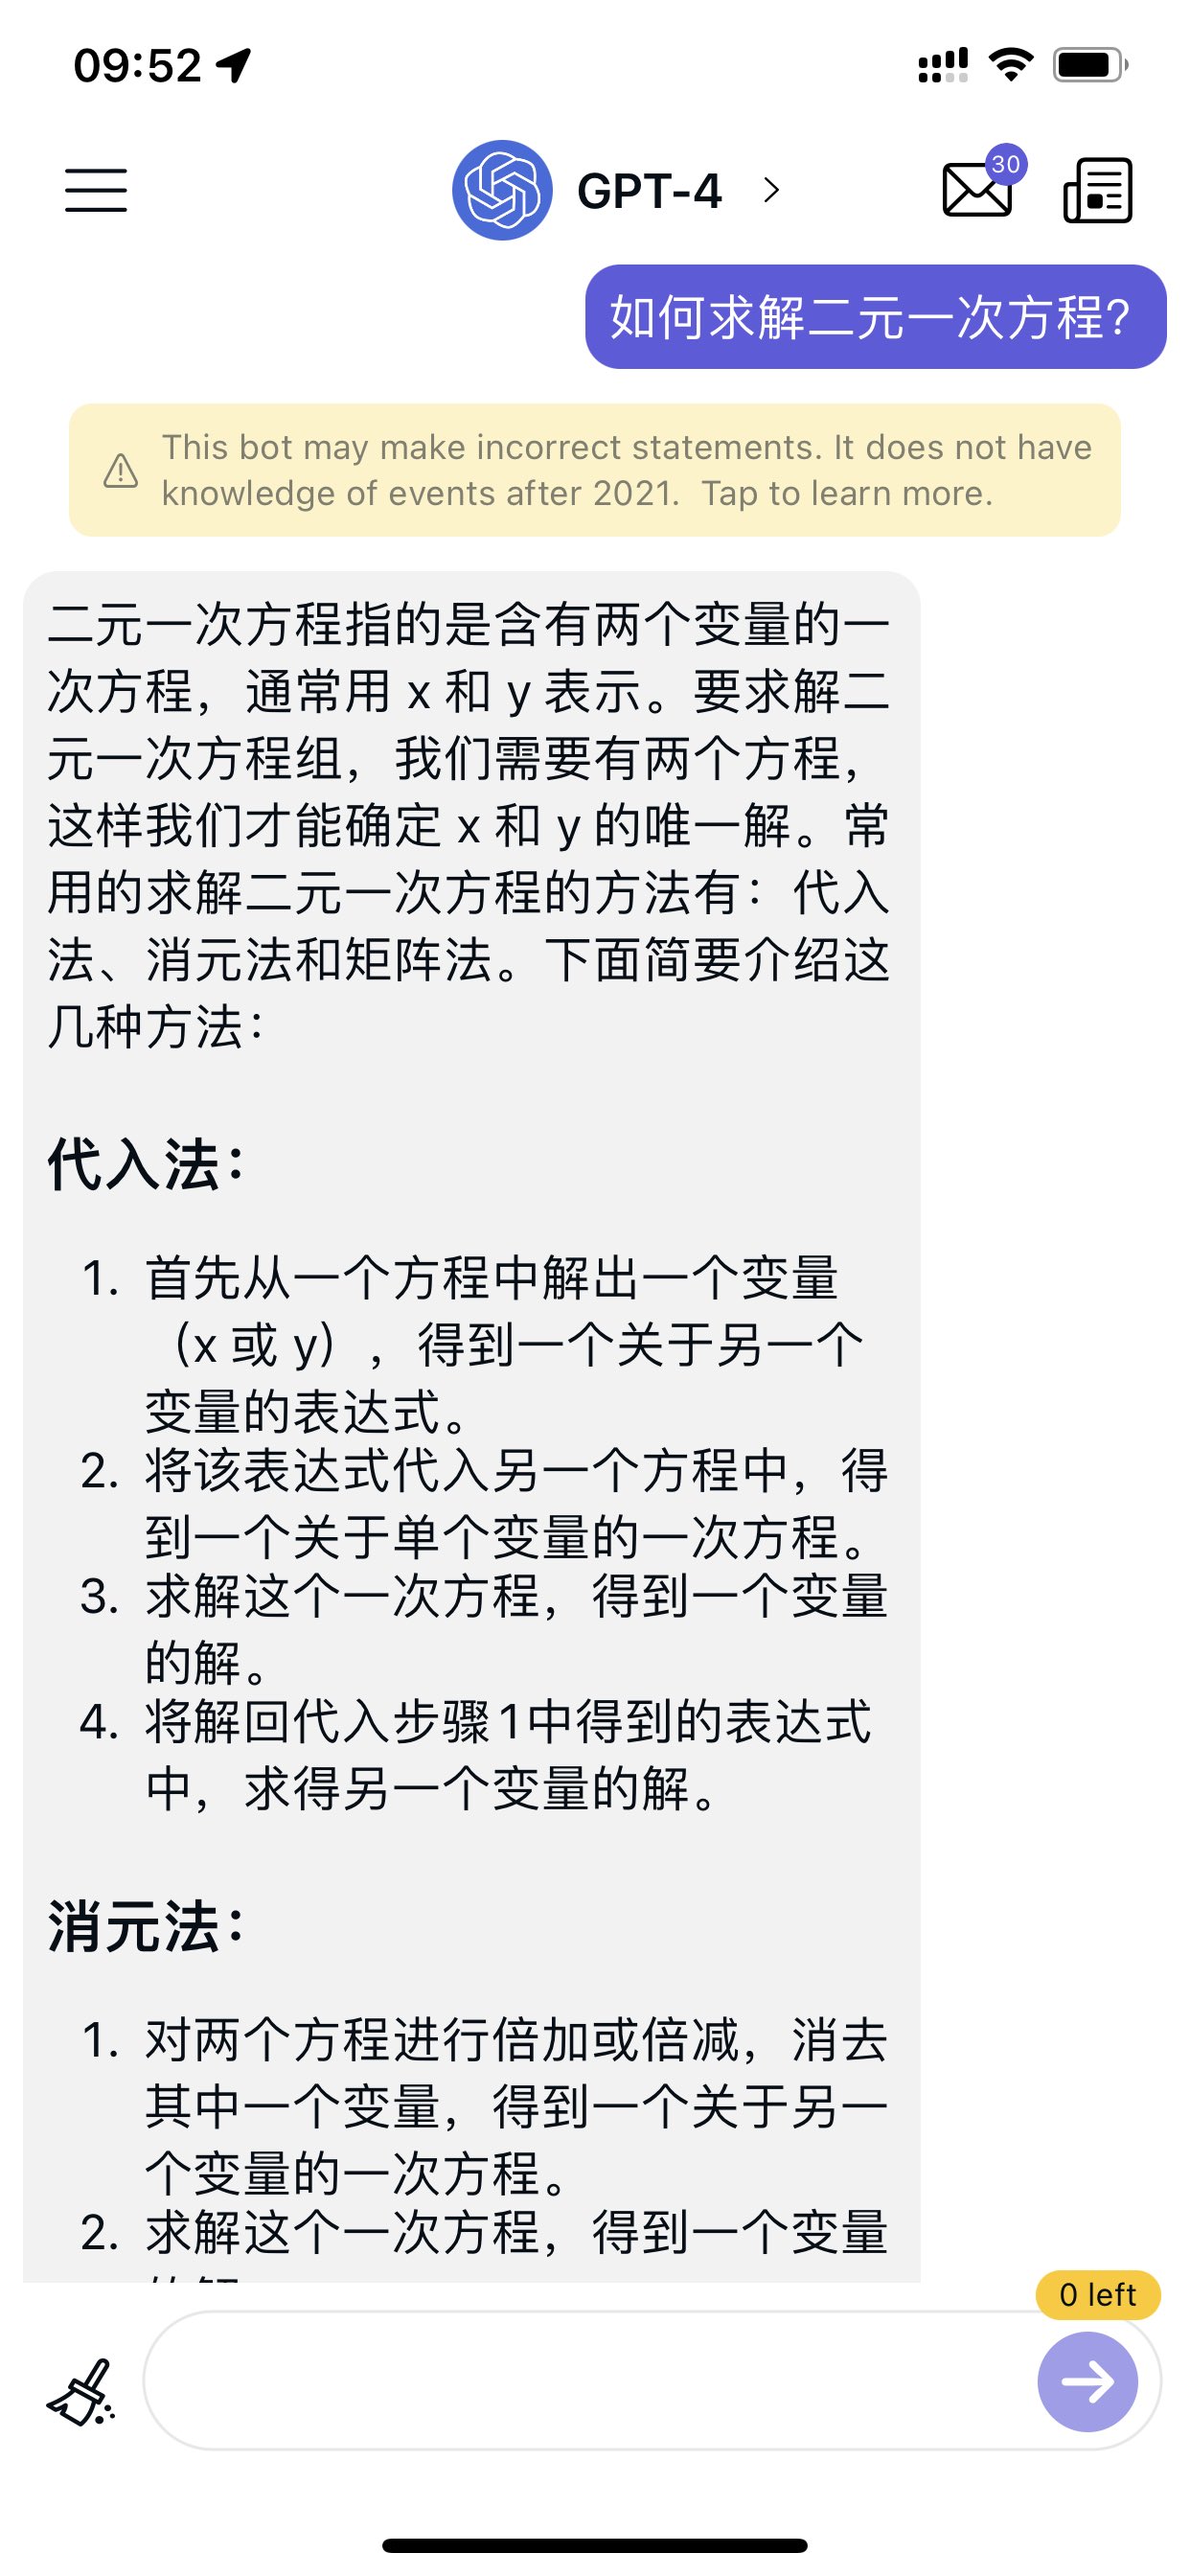 09:52
GPT-4
30
如何求解二元一次方程?
This bot may make incorrect statements. It does not have
knowledge of events after 2021.  Tap to learn more.
二元一次方程指的是含有两个变量的一
次方程，通常用 x 和 y 表示。要求解二
元一次方程组，我们需要有两个方程，
这样我们才能确定 x 和 y 的唯一解。常
用的求解二元一次方程的方法有：代入
法、消元法和矩阵法。下面简要介绍这
几种方法：
代入法：
1. 首先从一个方程中解出一个变量
（x 或 y），得到一个关于另一个
变量的表达式。
2. 将该表达式代入另一个方程中，得
到一个关于单个变量的一次方程。
3. 求解这个一次方程，得到一个变量
的解。
4. 将解回代入步骤1中得到的表达式
中，求得另一个变量的解。
消元法：
1. 对两个方程进行倍加或倍减，消去
其中一个变量，得到一个关于另一
个变量的一次方程。
2. 求解这个一次方程，得到一个变量
0 left